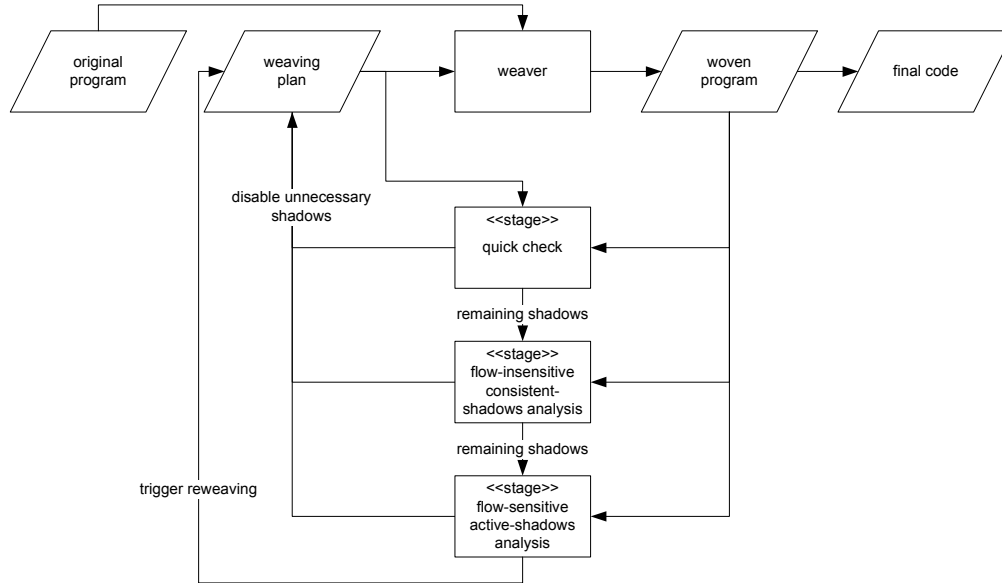 original
program
weaving
plan
weaver
woven
program
final code
disable unnecessary
shadows
<<stage>>
quick check
remaining shadows
<<stage>>
flow-insensitive
consistent-
shadows analysis
remaining shadows
trigger reweaving
<<stage>>
flow-sensitive
active-shadows
analysis